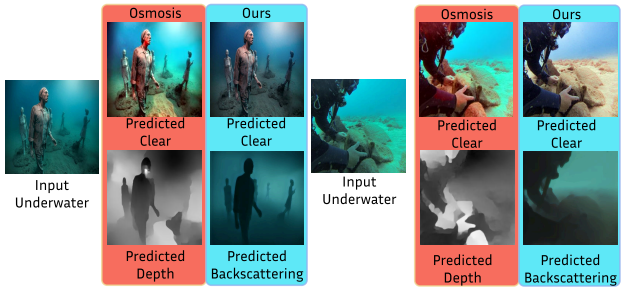 Osmosis
Ours
Predicted
Clear
Predicted
Clear
Input
Underwater
Predicted
Depth
Predicted
Backscattering
Osmosis
Ours
Predicted
Clear
Predicted
Clear
Input
Underwater
Predicted
Depth
Predicted
Backscattering